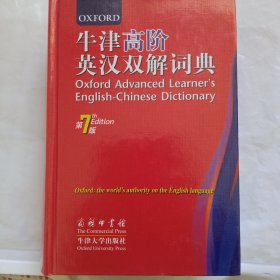 OXFORD
牛津高阶
英汉双解词典
Oxford Advanced Learner's
English-Chinese Dictionary
第7th版 Edition
Oxford: the world's authority on the English language
商务印书馆
The Commercial Press
牛津大学出版社
Oxford University Press